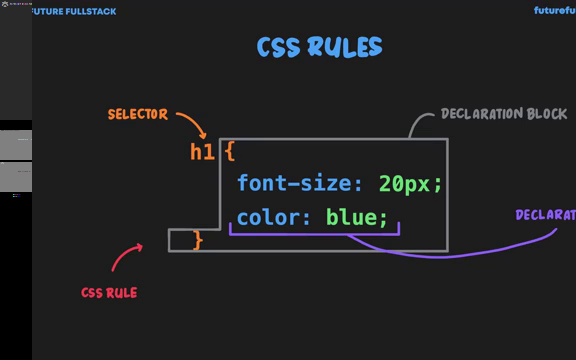 FUTURE FULLSTACK
futurefu
CSS RULES
SELECTOR
DECLARATION BLOCK
h1 {
font-size: 20px;
color: blue;
DECLARAT
}
CSS RULE